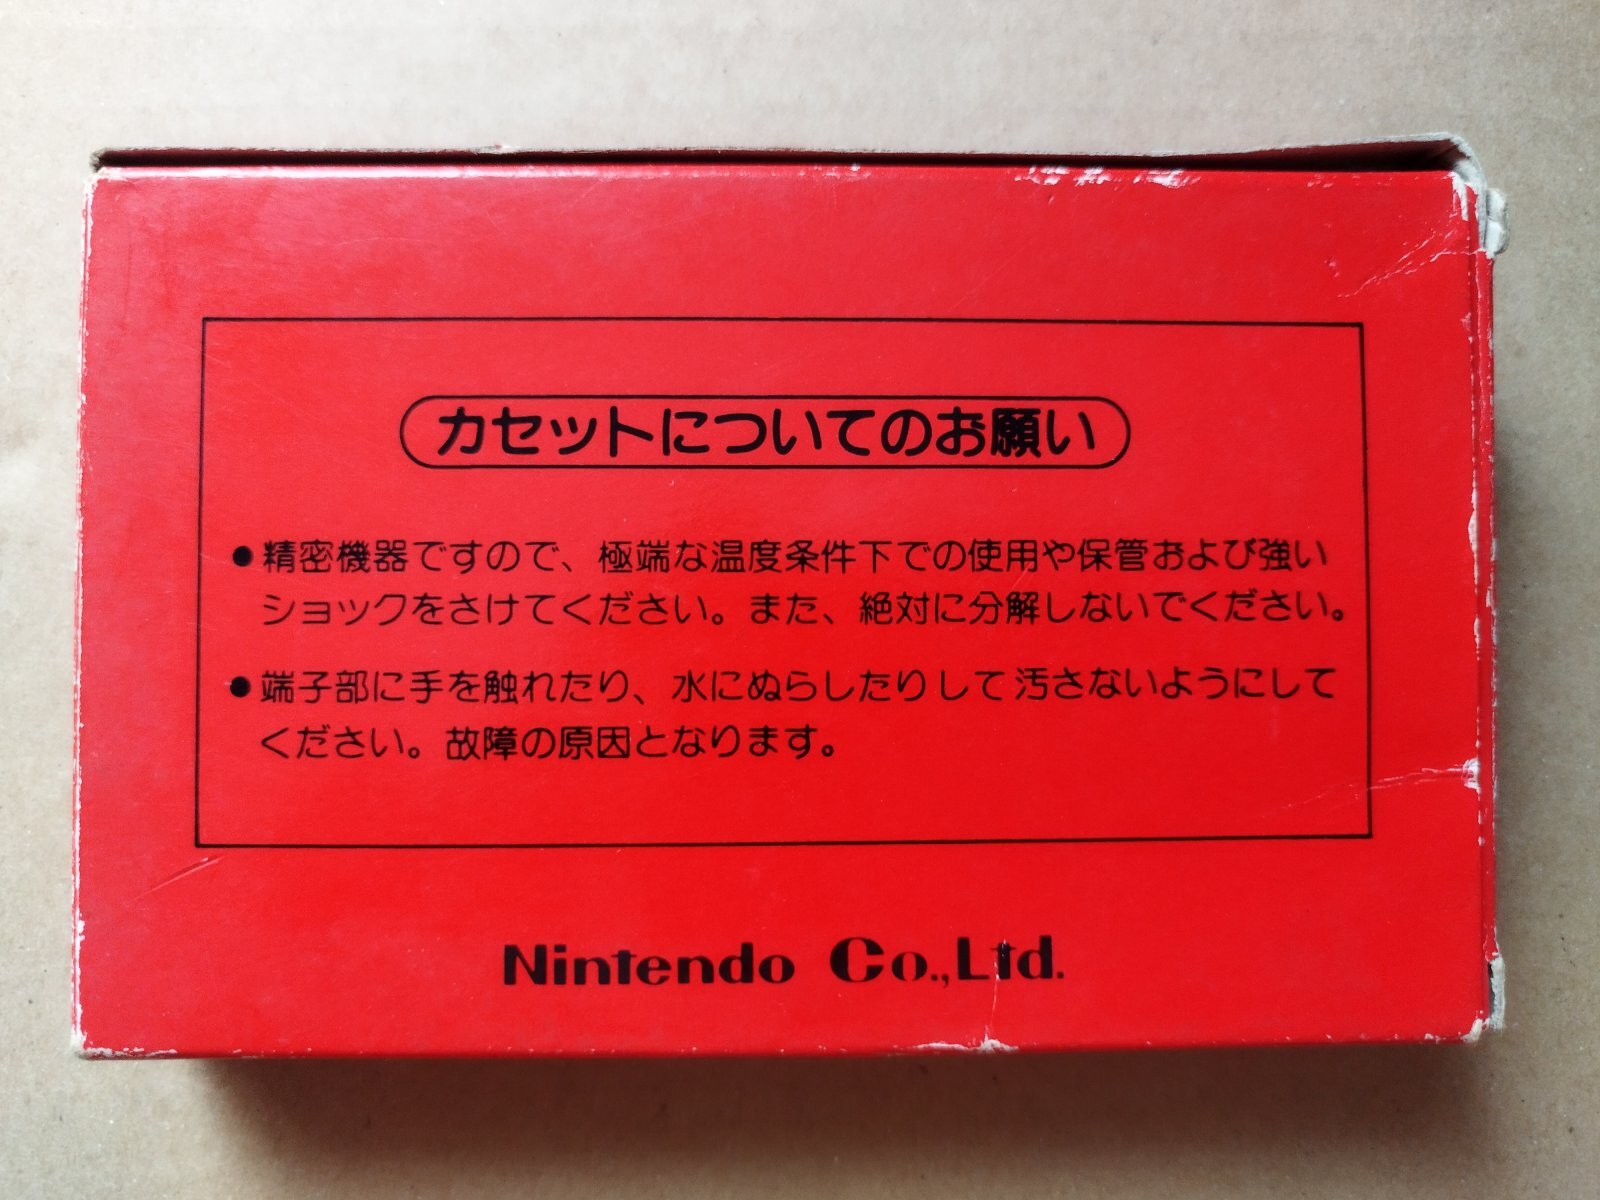 カセットについてのお願い
●精密機器ですので、極端な温度条件下での使用や保管および強い
ショックをさけてください。また、絶対に分解しないでください。
●端子部に手を触れたり、水にぬらしたりして汚さないようにして
ください。故障の原因となります。
Nintendo Co.,Ltd.